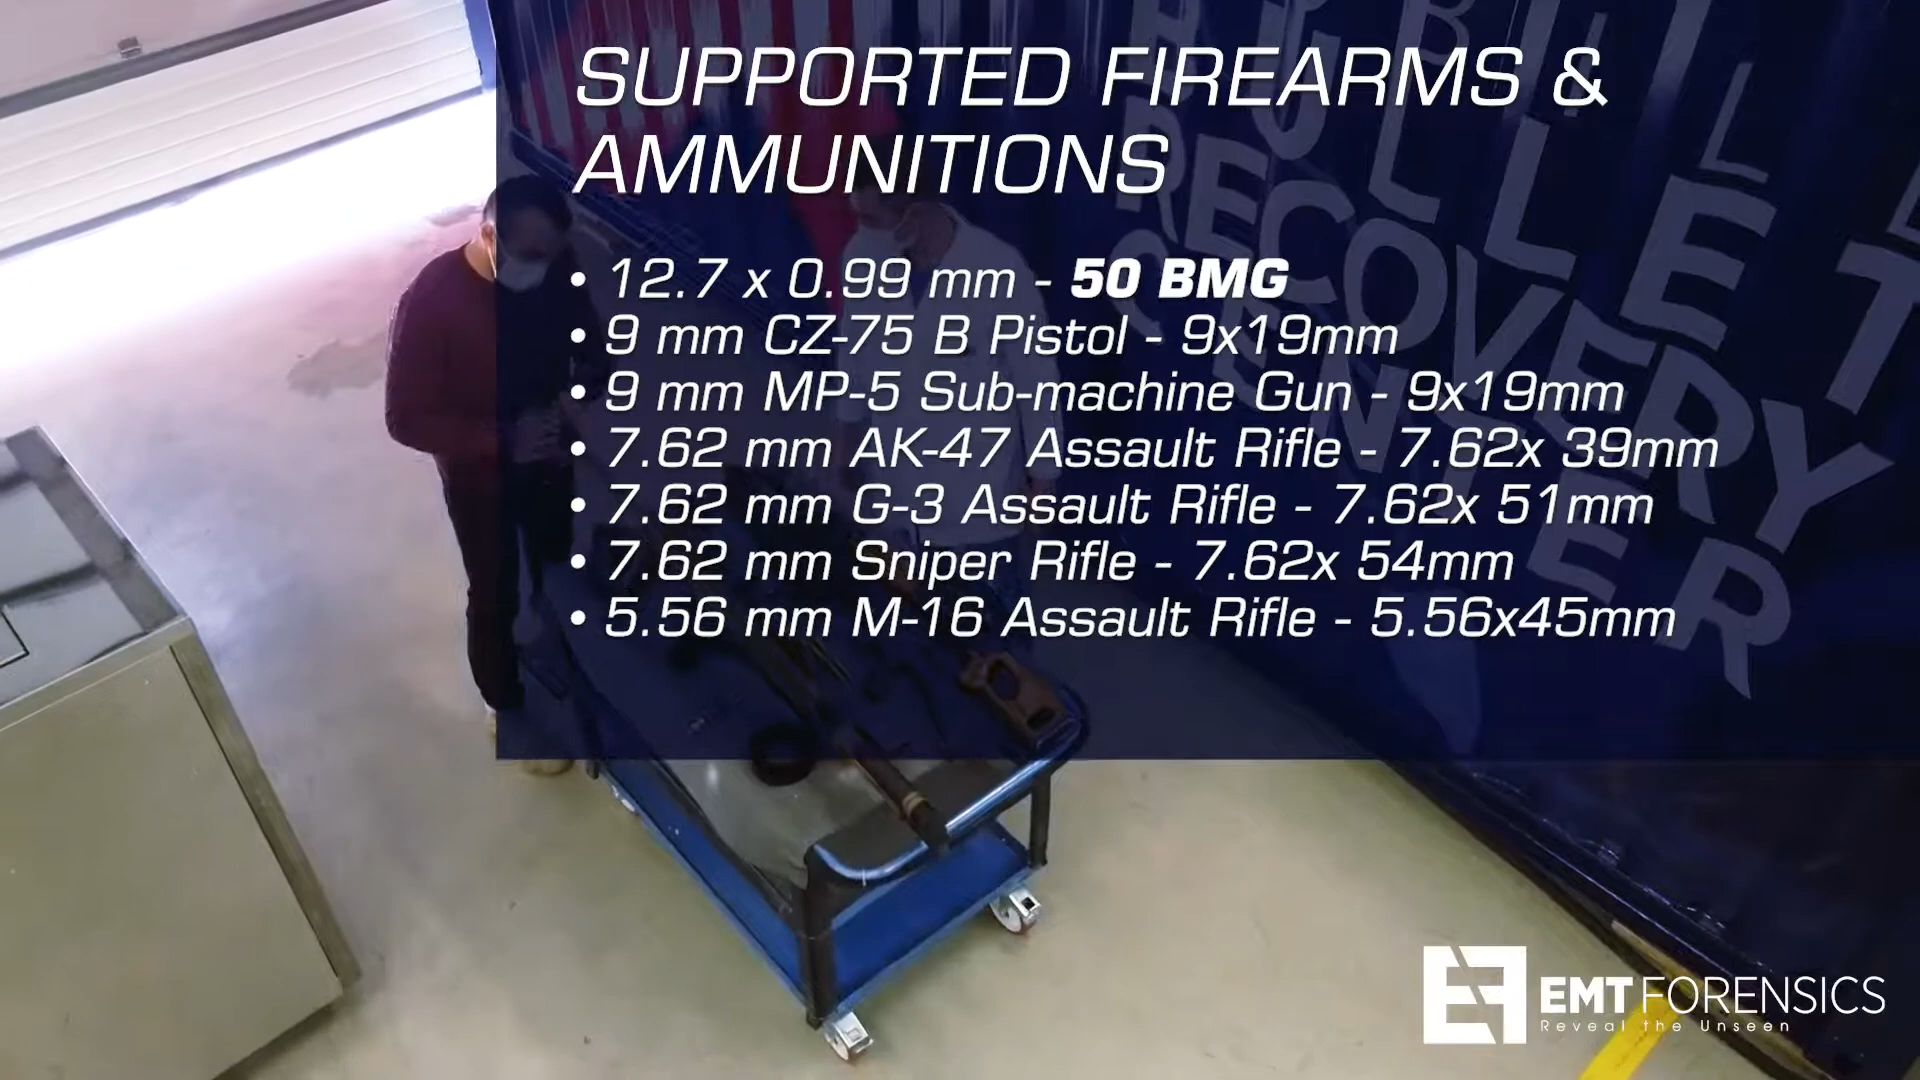 SUPPORTED FIREARMS &
AMMUNITIONS
• 12.7 x 0.99 mm - 50 BMG
• 9 mm CZ-75 B Pistol - 9x19mm
• 9 mm MP-5 Sub-machine Gun - 9x19mm
• 7.62 mm AK-47 Assault Rifle - 7.62x 39mm
• 7.62 mm G-3 Assault Rifle - 7.62x 51mm
• 7.62 mm Sniper Rifle - 7.62x 54mm
• 5.56 mm M-16 Assault Rifle - 5.56x45mm
BULLET
RECOVERY
CENTER
EMT FORENSICS
Reveal the Unseen